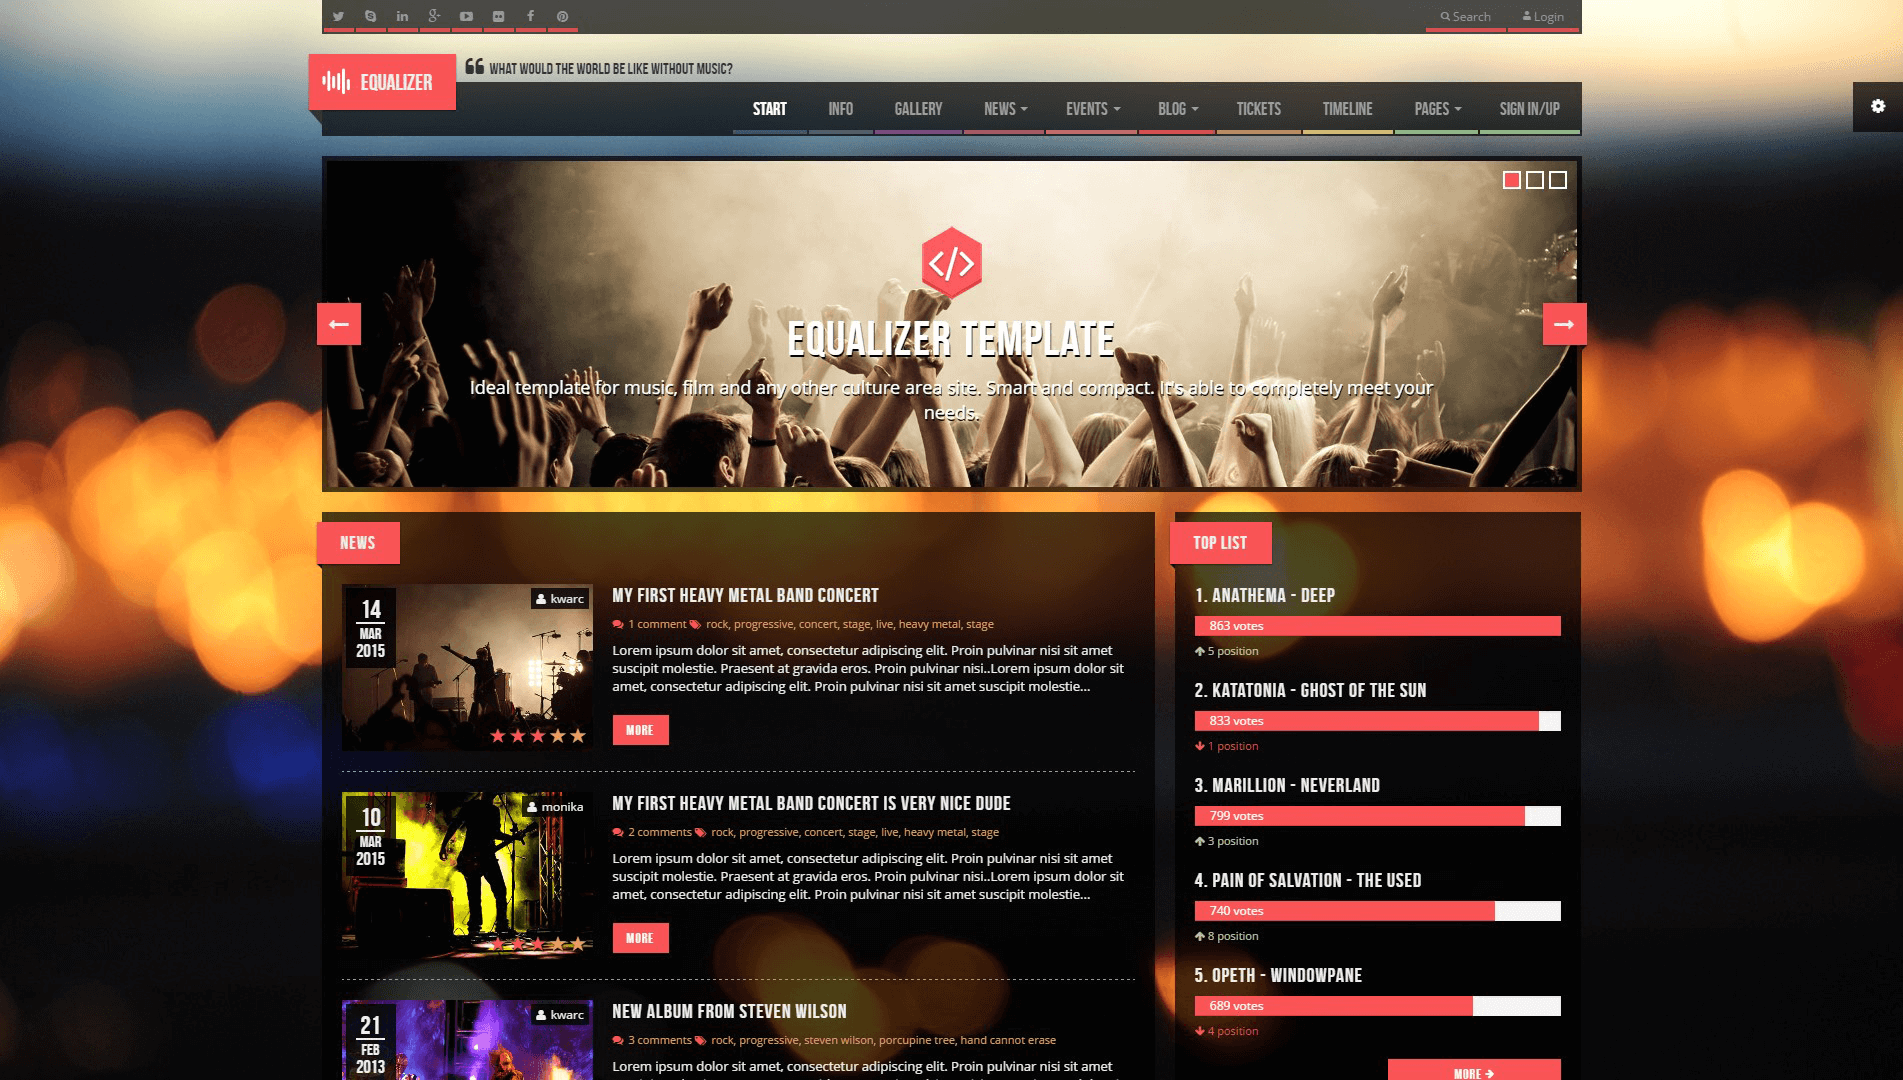 Search
Login
EQUALIZER
WHAT WOULD THE WORLD BE LIKE WITHOUT MUSIC?
START INFO GALLERY NEWS EVENTS BLOG TICKETS TIMELINE PAGES SIGN IN/UP
</>
EQUALIZER TEMPLATE
Ideal template for music, film and any other culture area site. Smart and compact. It's able to completely meet your
needs.
NEWS
14
MAR
2015
kwarc
MY FIRST HEAVY METAL BAND CONCERT
1 comment rock, progressive, concert, stage, live, heavy metal, stage
Lorem ipsum dolor sit amet, consectetur adipiscing elit. Proin pulvinar nisi sit amet
suscipit molestie. Praesent at gravida eros. Proin pulvinar nisi..Lorem ipsum dolor sit
amet, consectetur adipiscing elit. Proin pulvinar nisi sit amet suscipit molestie...
MORE
10
MAR
2015
monika
MY FIRST HEAVY METAL BAND CONCERT IS VERY NICE DUDE
2 comments rock, progressive, concert, stage, live, heavy metal, stage
Lorem ipsum dolor sit amet, consectetur adipiscing elit. Proin pulvinar nisi sit amet
suscipit molestie. Praesent at gravida eros. Proin pulvinar nisi..Lorem ipsum dolor sit
amet, consectetur adipiscing elit. Proin pulvinar nisi sit amet suscipit molestie...
MORE
21
FEB
2013
kwarc
NEW ALBUM FROM STEVEN WILSON
3 comments rock, progressive, steven wilson, porcupine tree, hand cannot erase
Lorem ipsum dolor sit amet, consectetur adipiscing elit. Proin pulvinar nisi sit amet
TOP LIST
1. ANATHEMA - DEEP
863 votes
5 position
2. KATATONIA - GHOST OF THE SUN
833 votes
1 position
3. MARILLION - NEVERLAND
799 votes
3 position
4. PAIN OF SALVATION - THE USED
740 votes
8 position
5. OPETH - WINDOWPANE
689 votes
4 position
MORE